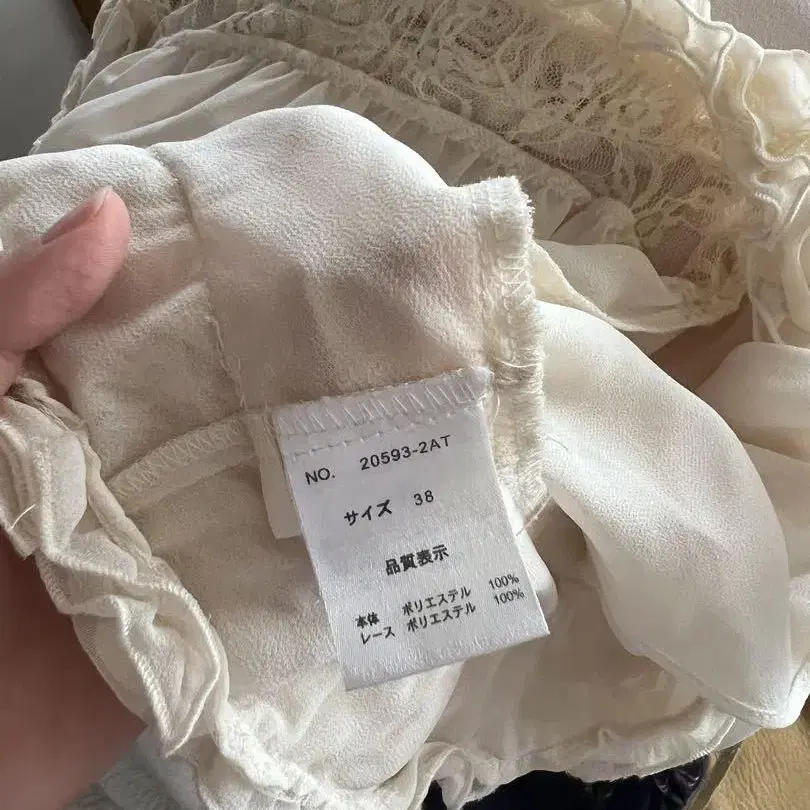 NO. 20593-2AT
サイズ 38
品質表示
本体 ポリエステル 100%
レース ポリエステル 100%